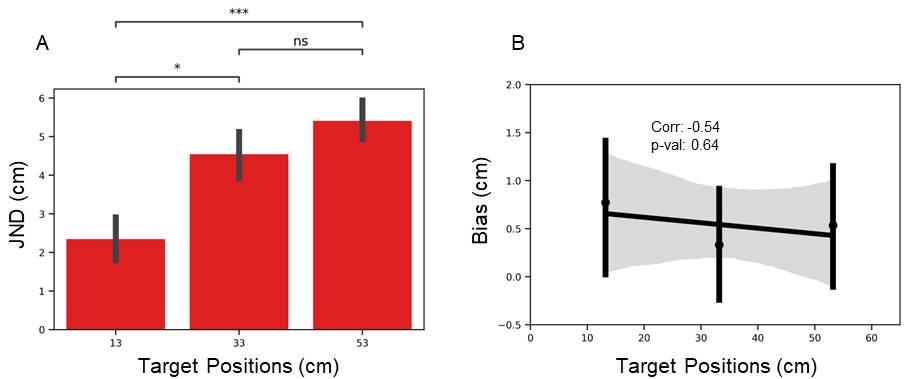 A
***
ns
*
6
5
4
3
2
1
0
JND (cm)
13
33
53
Target Positions (cm)
B
2.0
1.5
1.0
0.5
0.0
−0.5
Bias (cm)
Corr: -0.54
p-val: 0.64
0
10
20
30
40
50
60
Target Positions (cm)